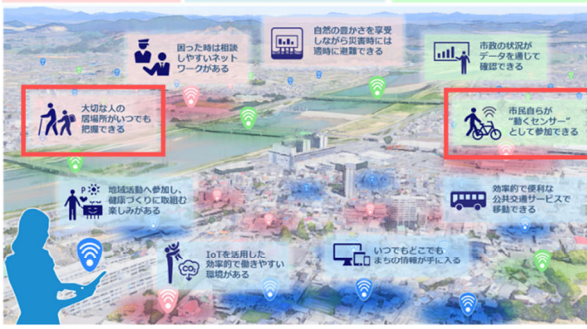 困った時は相談
しやすいネット
ワークがある
自然の豊かさを享受
しながら災害時には
適時に避難できる
市政の状況が
データを通じて
確認できる
大切な人の
居場所がいつでも
把握できる
市民自らが
"動くセンサー"
として参加できる
地域活動へ参加し、
健康づくりに取組む
楽しみがある
効率的で便利な
公共交通サービスで
移動できる
IoTを活用した
効率的で働きやすい
環境がある
CO₂
いつでもどこでも
まちの情報が手に入る